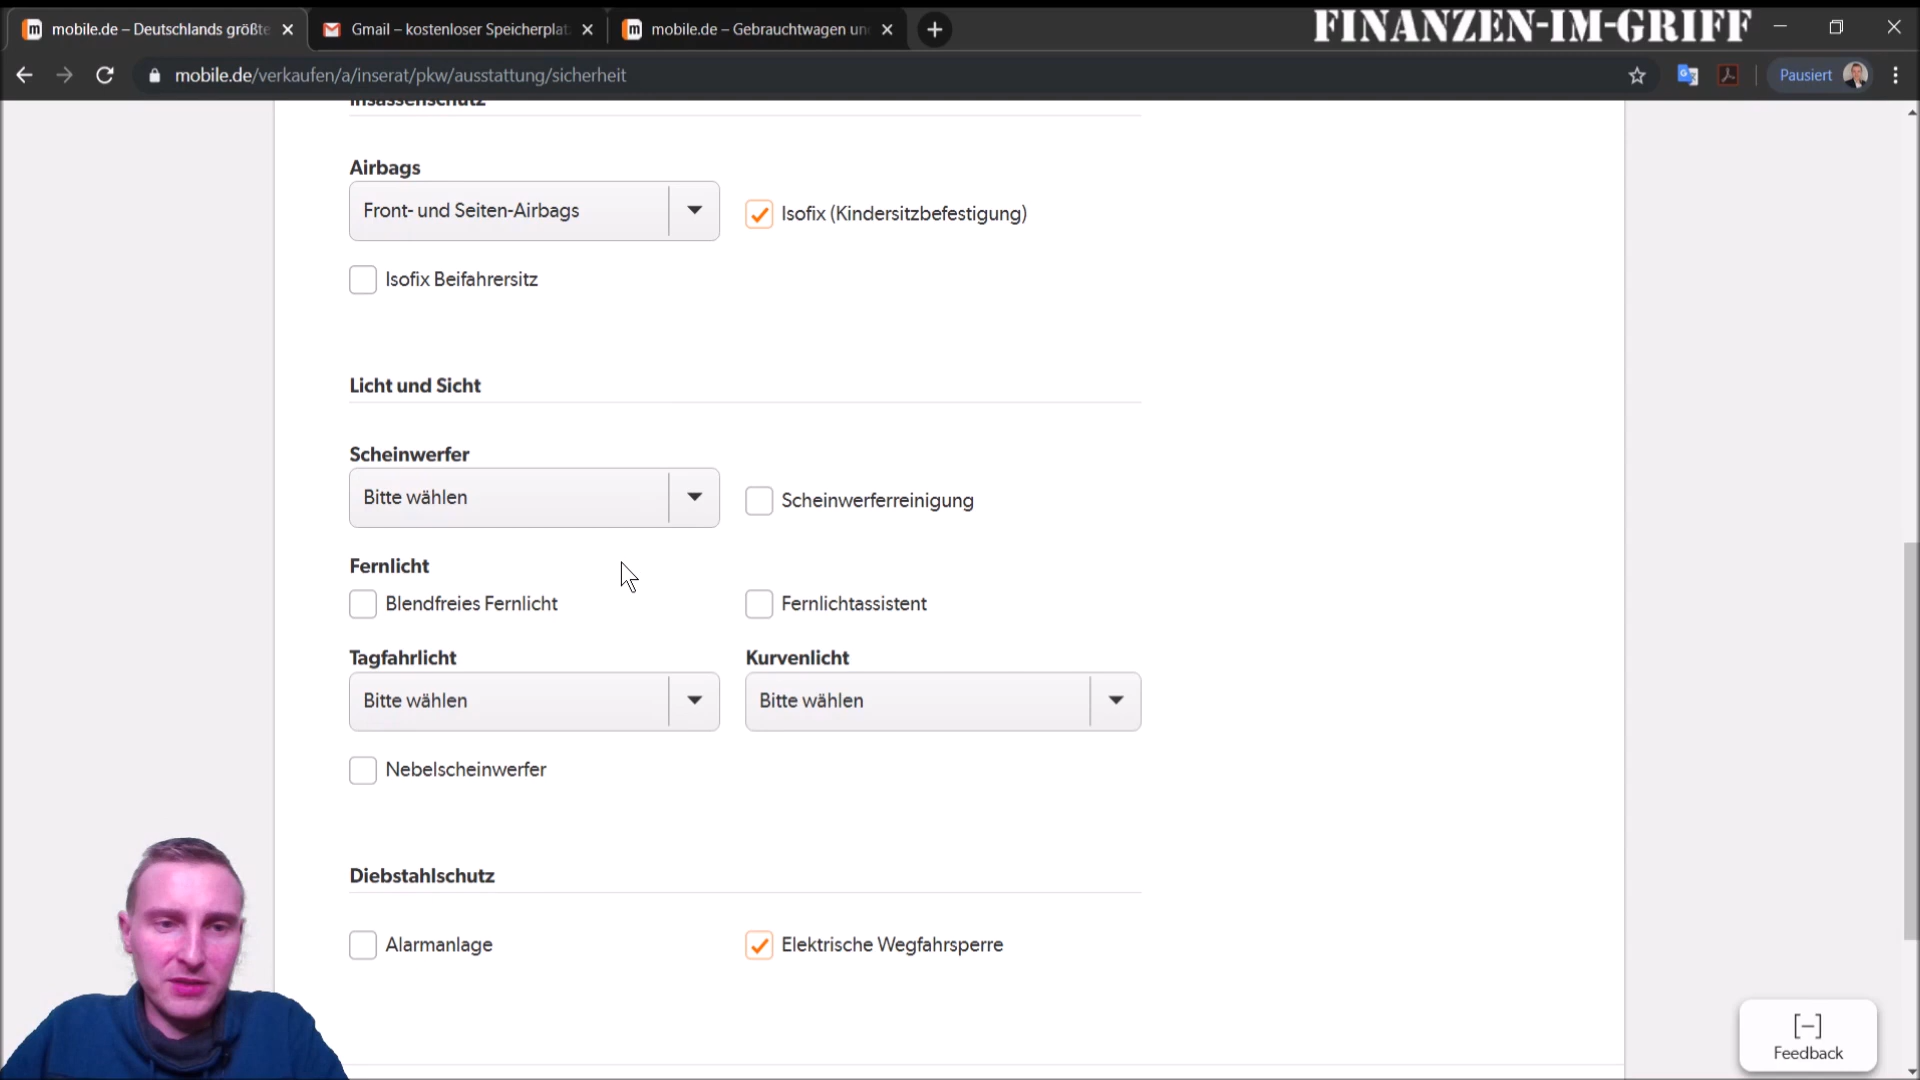 mobile.de – Deutschlands größte
Gmail – kostenloser Speicherplat
mobile.de – Gebrauchtwagen un
FINANZEN-IM-GRIFF
mobile.de/verkaufen/a/inserat/pkw/ausstattung/sicherheit
Pausiert
Insassenschutz
Airbags
Front- und Seiten-Airbags
Isofix (Kindersitzbefestigung)
Isofix Beifahrersitz
Licht und Sicht
Scheinwerfer
Bitte wählen
Scheinwerferreinigung
Fernlicht
Blendfreies Fernlicht
Fernlichtassistent
Tagfahrlicht
Kurvenlicht
Bitte wählen
Bitte wählen
Nebelscheinwerfer
Diebstahlschutz
Alarmanlage
Elektrische Wegfahrsperre
[–]
Feedback